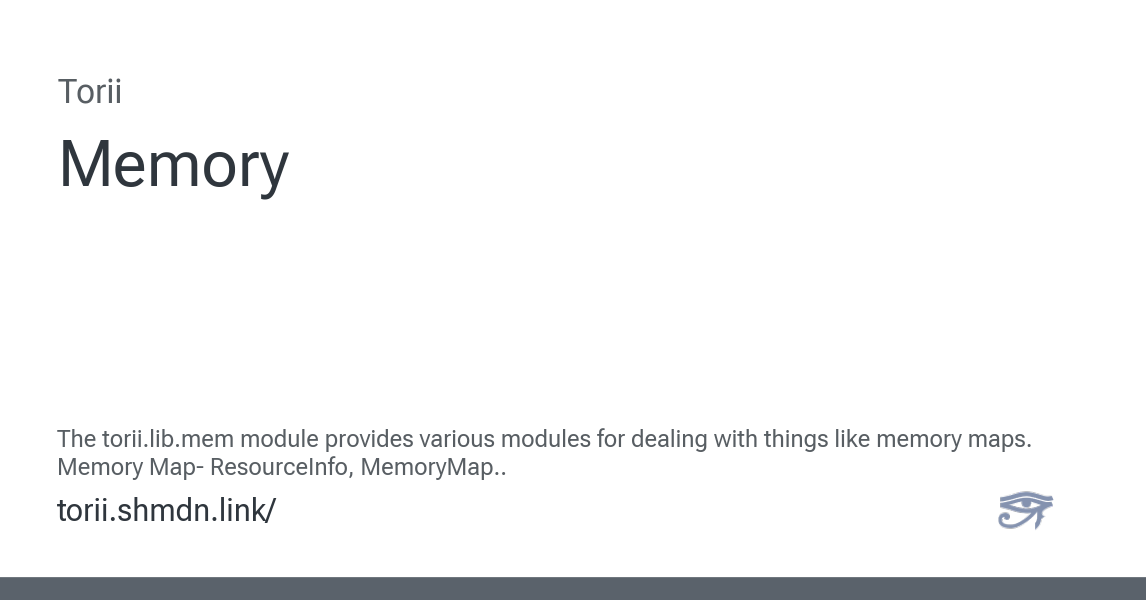 Torii
Memory
The torii.lib.mem module provides various modules for dealing with things like memory maps.
Memory Map- ResourceInfo, MemoryMap..
torii.shmdn.link/